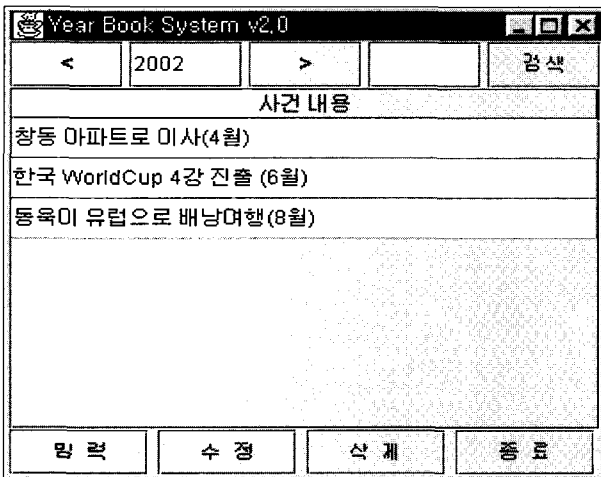 Year Book System v2.0
< 2002 > 검색
사건 내용
창동 아파트로 이사(4월)
한국 WorldCup 4강 진출 (6월)
동욱이 유럽으로 배낭여행(8월)
입 력 수 정 삭 제 종 료